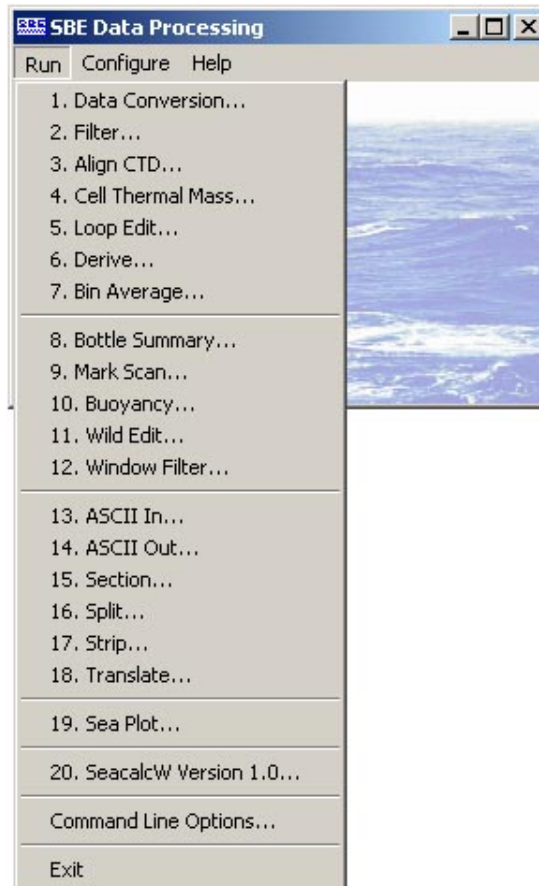 SBE SBE Data Processing
Run Configure Help
1. Data Conversion...
2. Filter...
3. Align CTD...
4. Cell Thermal Mass...
5. Loop Edit...
6. Derive...
7. Bin Average...
8. Bottle Summary...
9. Mark Scan...
10. Buoyancy...
11. Wild Edit...
12. Window Filter...
13. ASCII In...
14. ASCII Out...
15. Section...
16. Split...
17. Strip...
18. Translate...
19. Sea Plot...
20. SeacalcW Version 1.0...
Command Line Options...
Exit